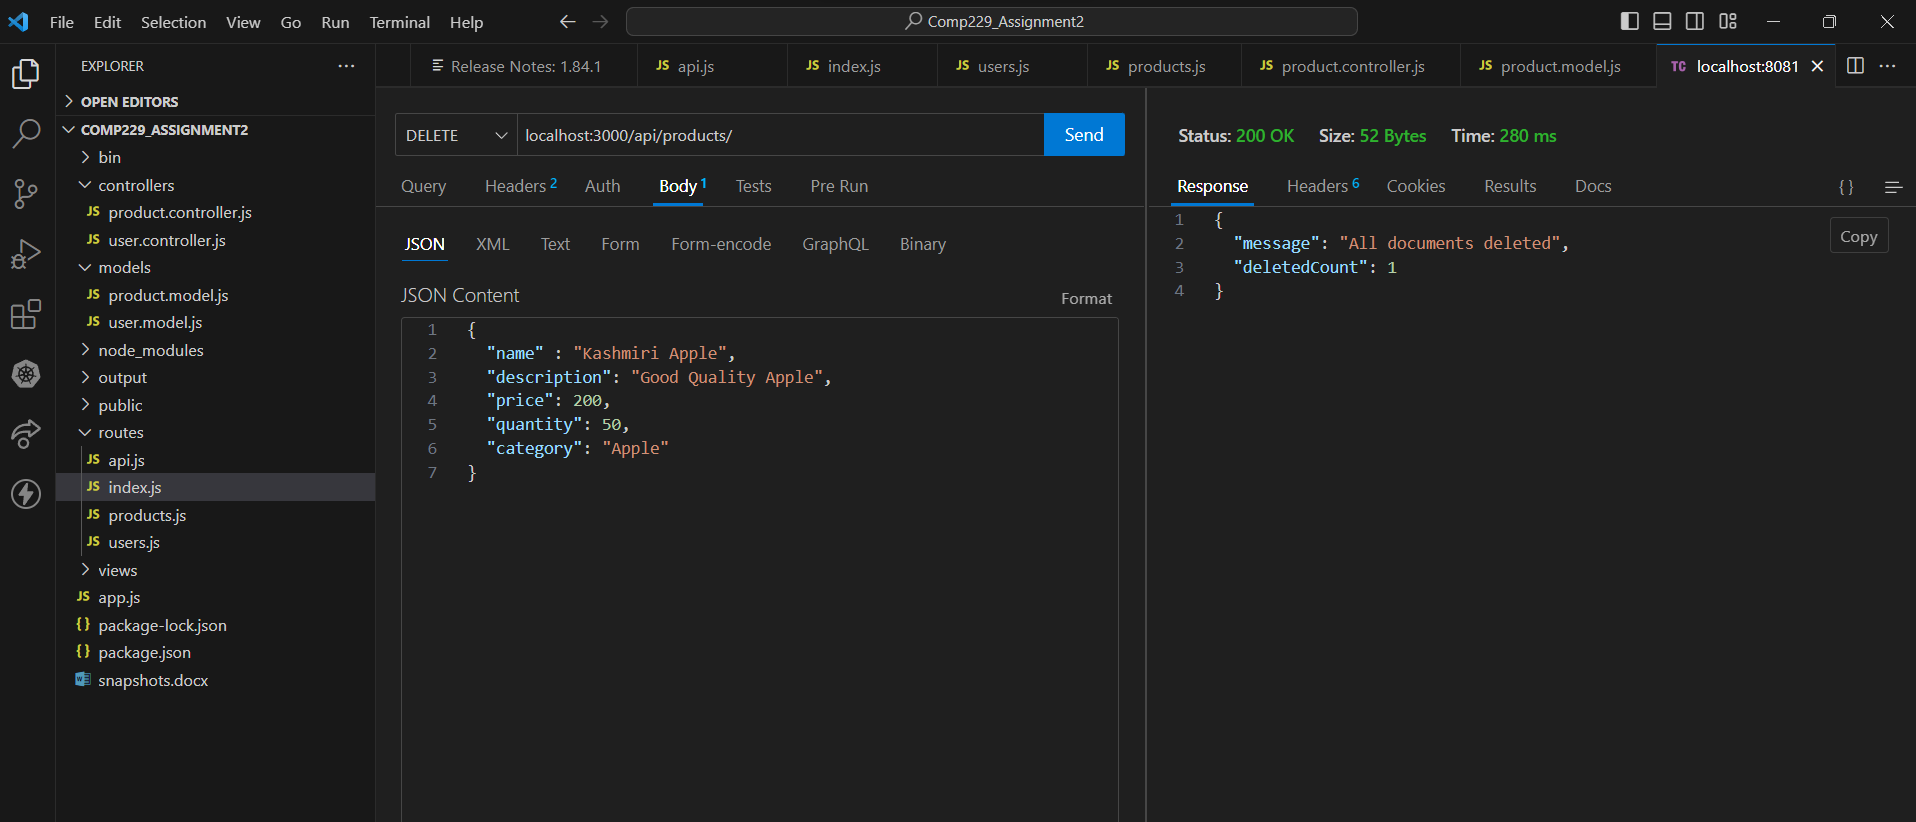 File Edit Selection View Go Run Terminal Help
Comp229_Assignment2
EXPLORER
OPEN EDITORS
COMP229_ASSIGNMENT2
bin
controllers
JS product.controller.js
JS user.controller.js
models
JS product.model.js
JS user.model.js
node_modules
output
public
routes
JS api.js
JS index.js
JS products.js
JS users.js
views
JS app.js
{} package-lock.json
{} package.json
snapshots.docx
Release Notes: 1.84.1 JS api.js JS index.js JS users.js JS products.js JS product.controller.js JS product.model.js TC localhost:8081
DELETE localhost:3000/api/products/ Send
Query Headers 2 Auth Body 1 Tests Pre Run
JSON XML Text Form Form-encode GraphQL Binary
JSON Content
Format
1 {
2 "name" : "Kashmiri Apple",
3 "description": "Good Quality Apple",
4 "price": 200,
5 "quantity": 50,
6 "category": "Apple"
7 }
Status: 200 OK Size: 52 Bytes Time: 280 ms
Response Headers 6 Cookies Results Docs {}
Copy
1 {
2 "message": "All documents deleted",
3 "deletedCount": 1
4 }